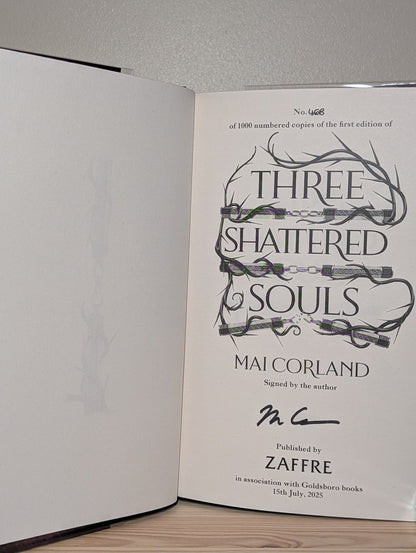 No. 468
of 1000 numbered copies of the first edition of
THREE
SHATTERED
SOULS
MAI CORLAND
Signed by the author
M C
Published by
ZAFFRE
in association with Goldsboro books
15th July, 2025